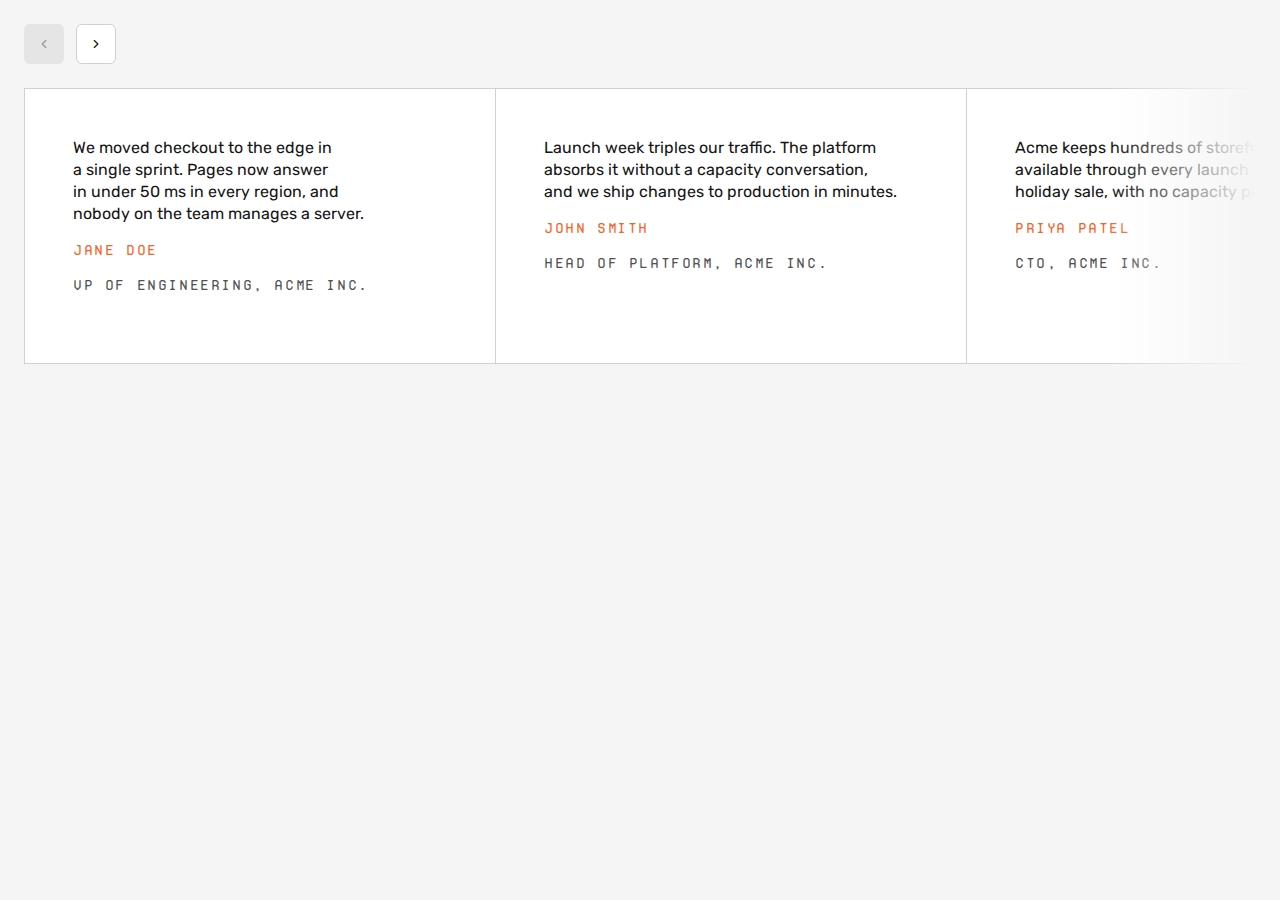 We moved checkout to the edge in
a single sprint. Pages now answer
in under 50 ms in every region, and
nobody on the team manages a server.
JANE DOE
VP OF ENGINEERING, ACME INC.
Launch week triples our traffic. The platform
absorbs it without a capacity conversation,
and we ship changes to production in minutes.
JOHN SMITH
HEAD OF PLATFORM, ACME INC.
Acme keeps hundreds of
available through every launch
holiday sale, with no capacity
PRIYA PATEL
CTO, ACME INC.